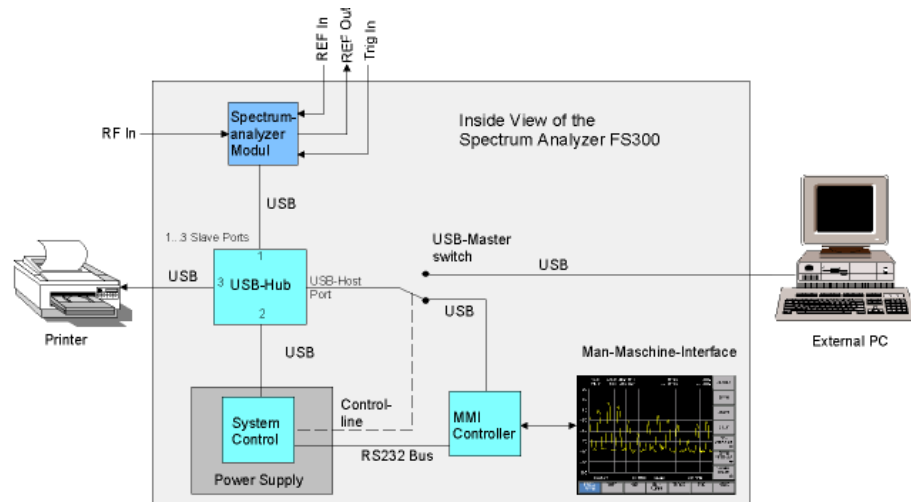 REF In
REF Out
Trig In
Spectrum-
analyzer
Modul
Inside View of the
Spectrum Analyzer FS300
RF In
USB
1...3 Slave Ports
USB-Master
switch
USB
USB
1
3
USB-Hub
2
USB-Host
Port
USB
Printer
External PC
USB
Man-Maschine-Interface
Control-
line
System
Control
MMI
Controller
RS232 Bus
Power Supply